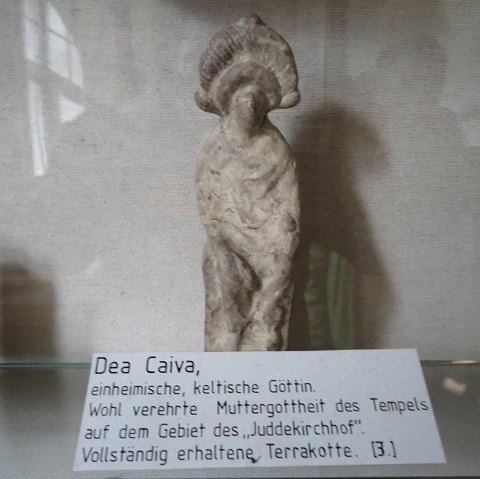 Dea Caiva,
einheimische, keltische Göttin.
Wohl verehrte Muttergottheit des Tempels
auf dem Gebiet des „Juddekirchhof".
Vollständig erhaltene Terrakotte. [3.]